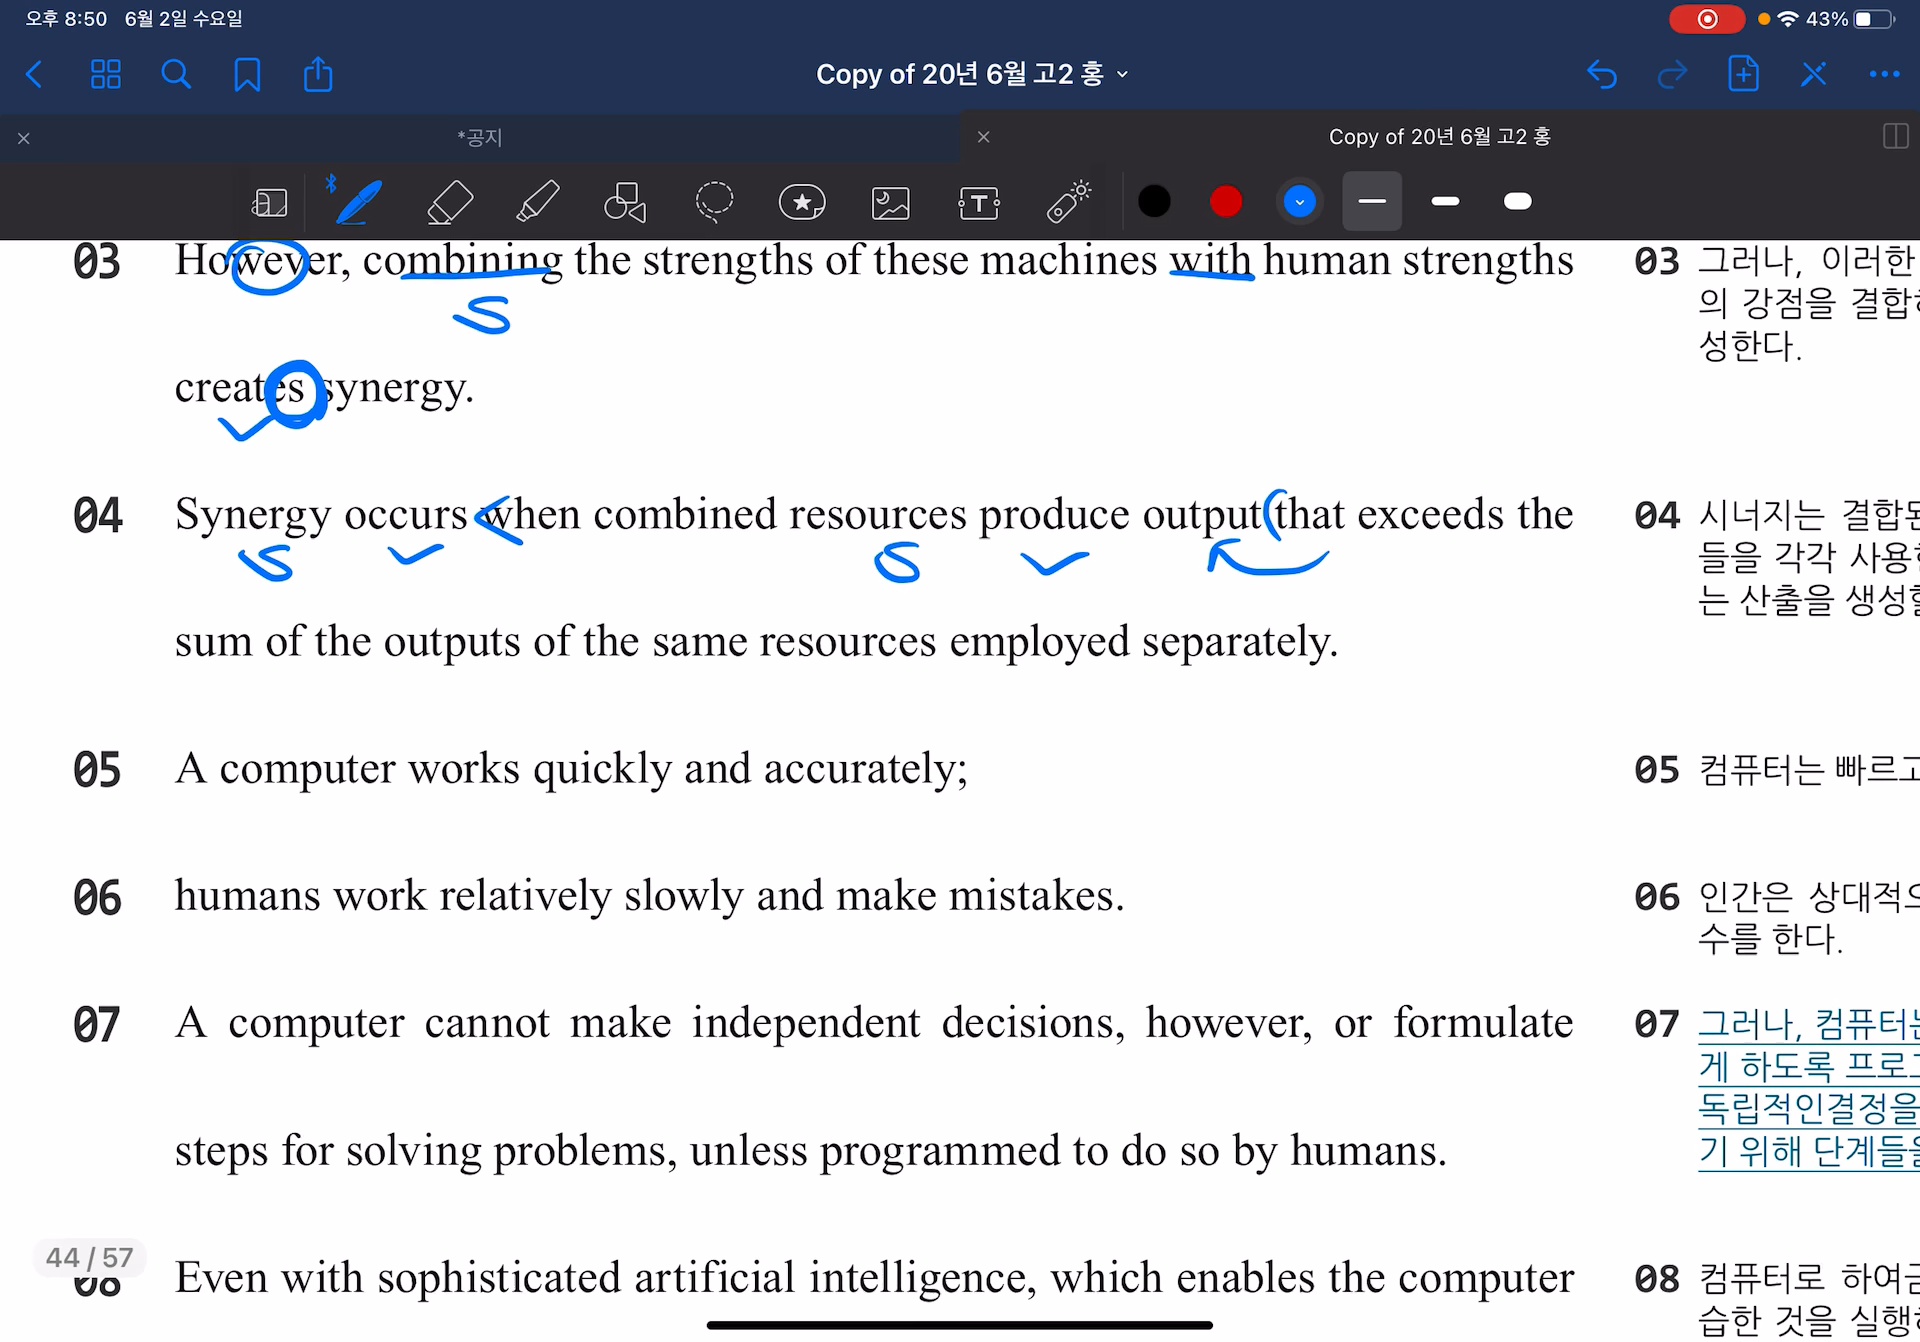 오후 8:50 6월 2일 수요일
43%
Copy of 20년 6월 고2 홍
*공지
Copy of 20년 6월 고2 홍
03 However, combining the strengths of these machines with human strengths
S
creates synergy.
04 Synergy occurs when combined resources produce output that exceeds the
S S
sum of the outputs of the same resources employed separately.
05 A computer works quickly and accurately;
06 humans work relatively slowly and make mistakes.
07 A computer cannot make independent decisions, however, or formulate
steps for solving problems, unless programmed to do so by humans.
44 / 57
08 Even with sophisticated artificial intelligence, which enables the computer
03 그러나, 이러한
의 강점을 결합
성한다.
04 시너지는 결합된
들을 각각 사용
는 산출을 생성
05 컴퓨터는 빠르고
06 인간은 상대적으
수를 한다.
07 그러나, 컴퓨터는
게 하도록 프로그
독립적인결정을
기 위해 단계들을
08 컴퓨터로 하여금
습한 것을 실행